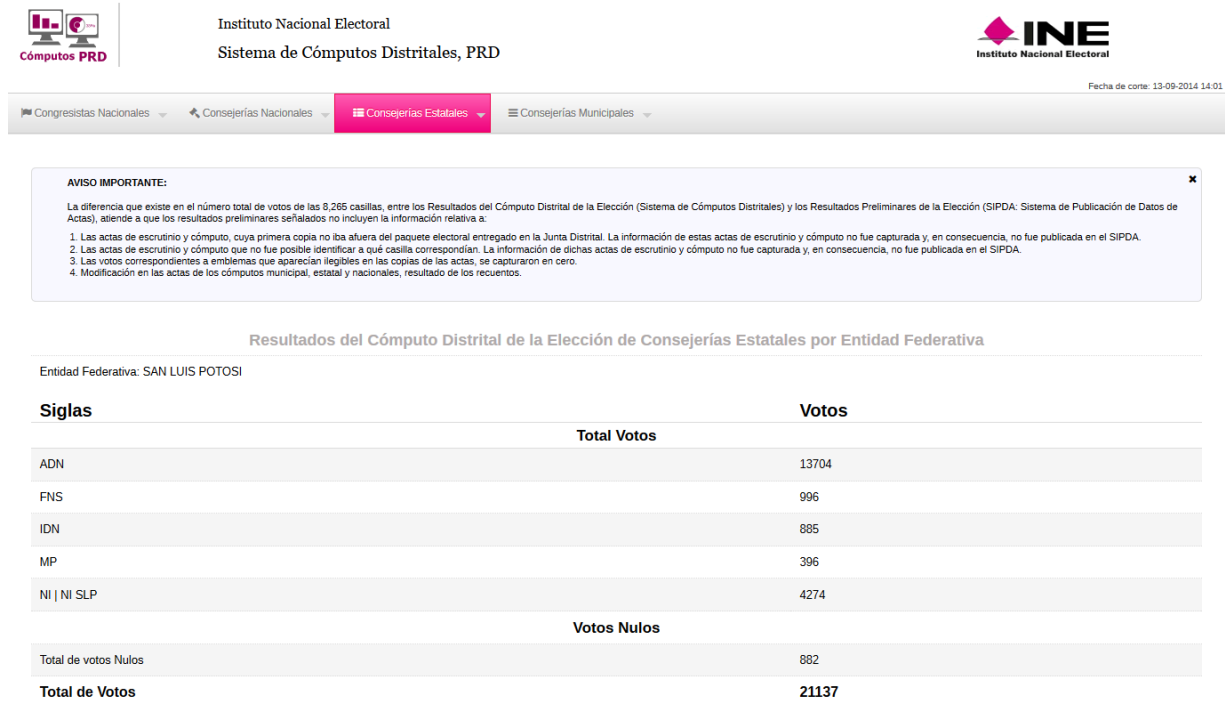 Cómputos PRD
Instituto Nacional Electoral
Sistema de Cómputos Distritales, PRD
INE
Instituto Nacional Electoral
Fecha de corte: 13-09-2014 14:01
Congresistas Nacionales
Consejerías Nacionales
Consejerías Estatales
Consejerías Municipales
AVISO IMPORTANTE:
La diferencia que existe en el número total de votos de las 8,265 casillas, entre los Resultados del Cómputo Distrital de la Elección (Sistema de Cómputos Distritales) y los Resultados Preliminares de la Elección (SIPDA: Sistema de Publicación de Datos de
Actas), atiende a que los resultados preliminares señalados no incluyen la información relativa a:
1. Las actas de escrutinio y cómputo, cuya primera copia no iba afuera del paquete electoral entregado en la Junta Distrital. La información de estas actas de escrutinio y cómputo no fue capturada y, en consecuencia, no fue publicada en el SIPDA.
2. Las actas de escrutinio y cómputo que no fue posible identificar a qué casilla correspondían. La información de dichas actas de escrutinio y cómputo no fue capturada y, en consecuencia, no fue publicada en el SIPDA.
3. Las votos correspondientes a emblemas que aparecían ilegibles en las copias de las actas, se capturaron en cero.
4. Modificación en las actas de los cómputos municipal, estatal y nacionales, resultado de los recuentos.
Resultados del Cómputo Distrital de la Elección de Consejerías Estatales por Entidad Federativa
Entidad Federativa: SAN LUIS POTOSI
Siglas Votos
Total Votos
ADN 13704
FNS 996
IDN 885
MP 396
NI | NI SLP 4274
Votos Nulos
Total de votos Nulos 882
Total de Votos 21137